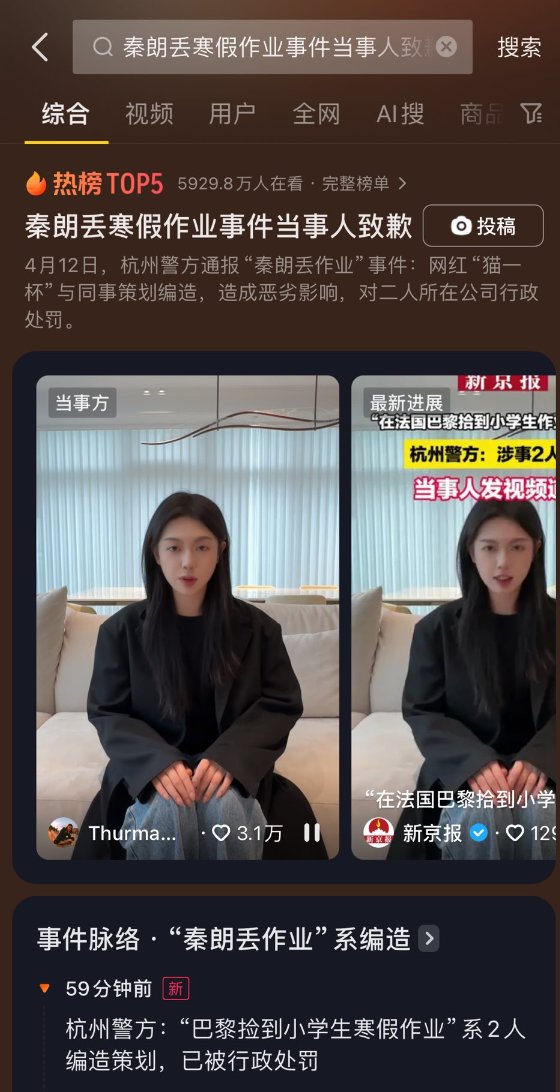 秦朗丢寒假作业事件当事人致
搜索
综合 视频 用户 全网 AI搜 商品
热榜TOP5 5929.8万人在看 · 完整榜单
秦朗丢寒假作业事件当事人致歉
投稿
4月12日，杭州警方通报“秦朗丢作业”事件：网红“猫一
杯”与同事策划编造，造成恶劣影响，对二人所在公司行政
处罚。
当事方
Thurma... · 3.1万
新京报
最新进展
“在法国巴黎拾到小学生作
杭州警方：涉事2人
当事人发视频
“在法国巴黎拾到小学
新京报
新京报 · 129
事件脉络 · “秦朗丢作业”系编造
59分钟前 新
杭州警方：“巴黎捡到小学生寒假作业”系2人
编造策划，已被行政处罚